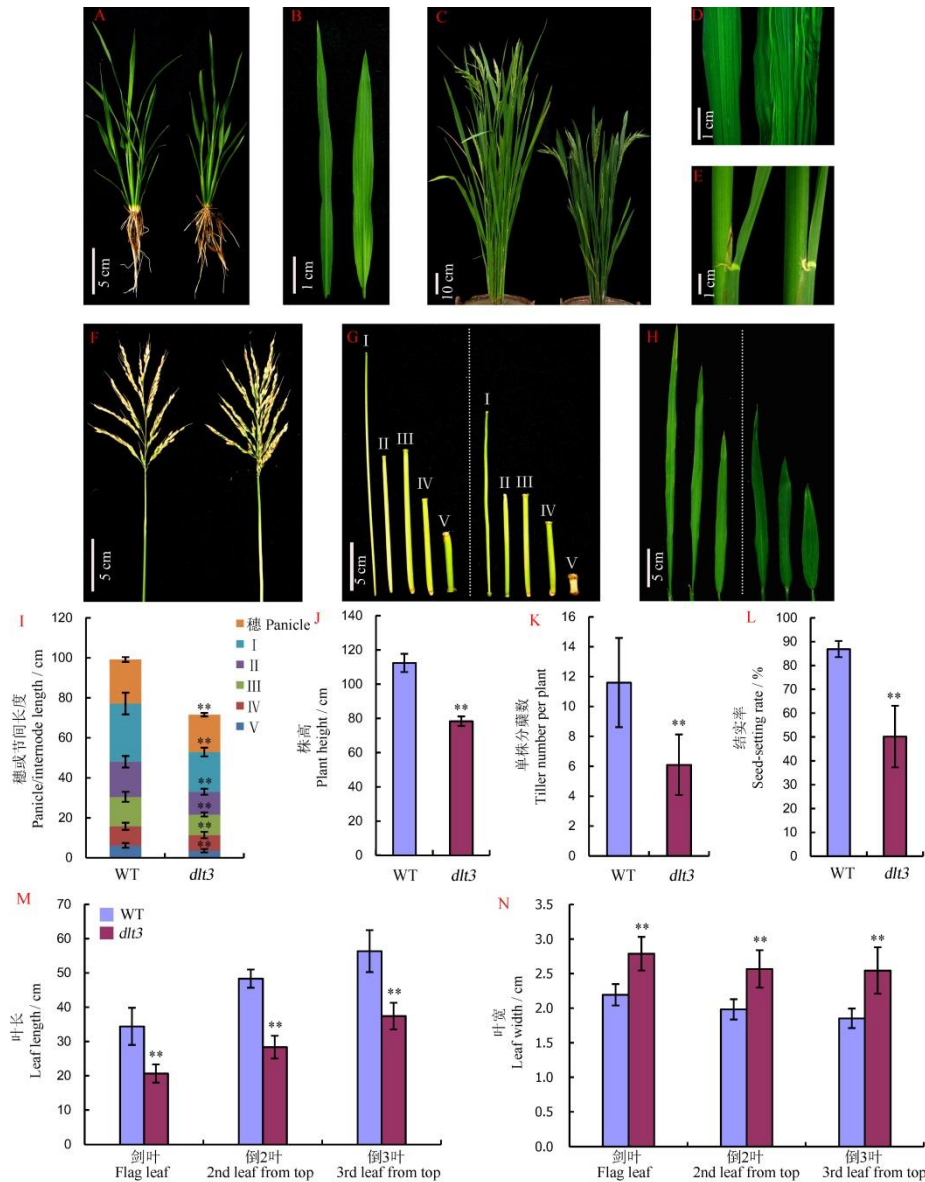 A
B
C
D
5 cm
1 cm
10 cm
1 cm
E
1 cm
F
G
H
I
II
III
IV
V
I
II
III
IV
V
5 cm
5 cm
5 cm
I
穗或节间长度
Panicle/internode length / cm
120
100
80
60
40
20
0
**
**
**
**
**
**
WT
dlt3
穗 Panicle
I
II
III
IV
V
J
株高
Plant height / cm
140
120
100
80
60
40
20
0
**
WT
dlt3
K
单株分蘖数
Tiller number per plant
16
14
12
10
8
6
4
2
0
**
WT
dlt3
L
结实率
Seed-setting rate / %
100
90
80
70
60
50
40
30
20
10
0
**
WT
dlt3
M
叶长
Leaf length / cm
70
60
50
40
30
20
10
0
WT
dlt3
**
**
**
剑叶
Flag leaf
倒2叶
2nd leaf from top
倒3叶
3rd leaf from top
N
叶宽
Leaf width / cm
3.5
3.0
2.5
2.0
1.5
1.0
0.5
0.0
**
**
**
剑叶
Flag leaf
倒2叶
2nd leaf from top
倒3叶
3rd leaf from top